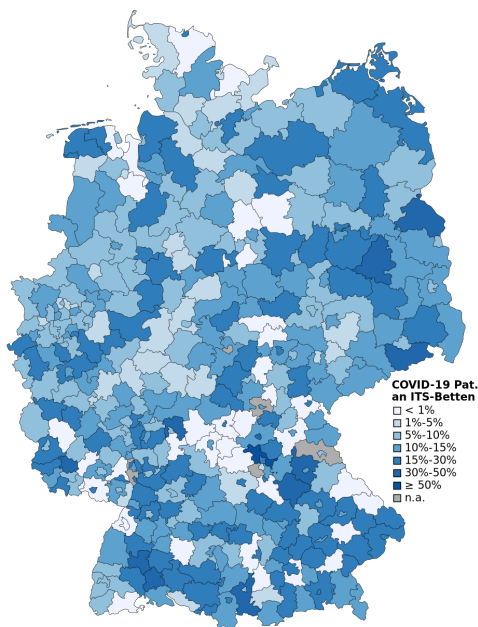 COVID-19 Pat.
an ITS-Betten
< 1%
1%-5%
5%-10%
10%-15%
15%-30%
30%-50%
≥ 50%
n.a.